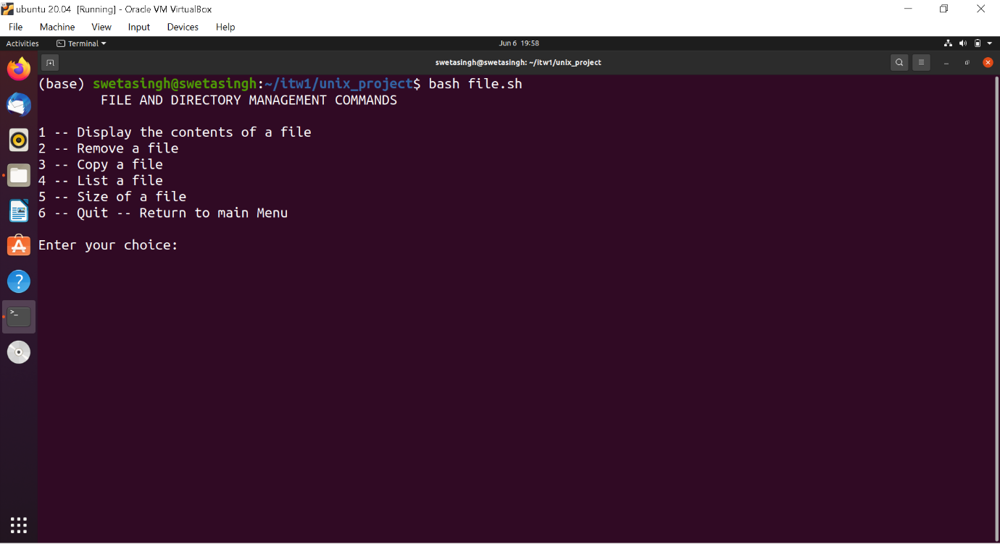 ubuntu 20.04 [Running] - Oracle VM VirtualBox
File Machine View Input Devices Help
Activities Terminal Jun 6 19:58
swetasingh@swetasingh: ~/itw1/unix_project
(base) swetasingh@swetasingh:~/itw1/unix_project$ bash file.sh
FILE AND DIRECTORY MANAGEMENT COMMANDS
1 -- Display the contents of a file
2 -- Remove a file
3 -- Copy a file
4 -- List a file
5 -- Size of a file
6 -- Quit -- Return to main Menu
Enter your choice: